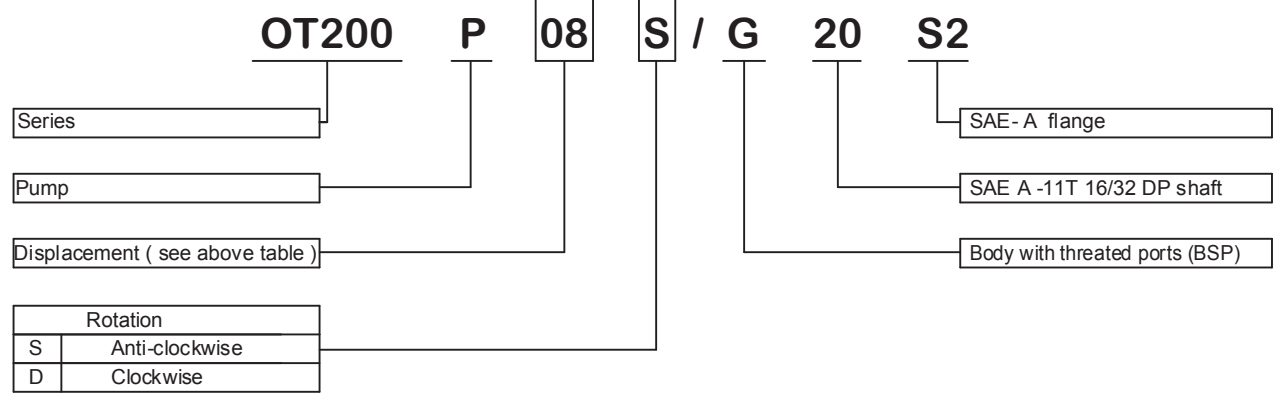 OT200 P 08 S / G 20 S2
Series
SAE- A flange
Pump
SAE A -11T 16/32 DP shaft
Displacement ( see above table )
Body with threated ports (BSP)
Rotation
S Anti-clockwise
D Clockwise